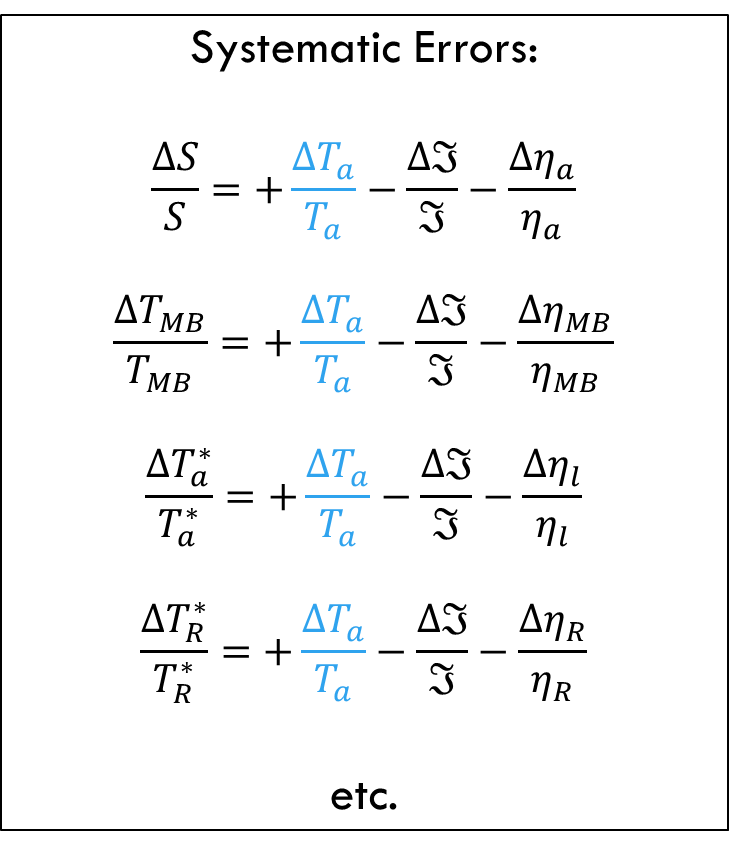 Systematic Errors:
ΔS/S = +ΔT_a/T_a − Δℑ/ℑ − Δη_a/η_a
ΔT_MB/T_MB = +ΔT_a/T_a − Δℑ/ℑ − Δη_MB/η_MB
ΔT_a^*/T_a^* = +ΔT_a/T_a − Δℑ/ℑ − Δη_l/η_l
ΔT_R^*/T_R^* = +ΔT_a/T_a − Δℑ/ℑ − Δη_R/η_R
etc.